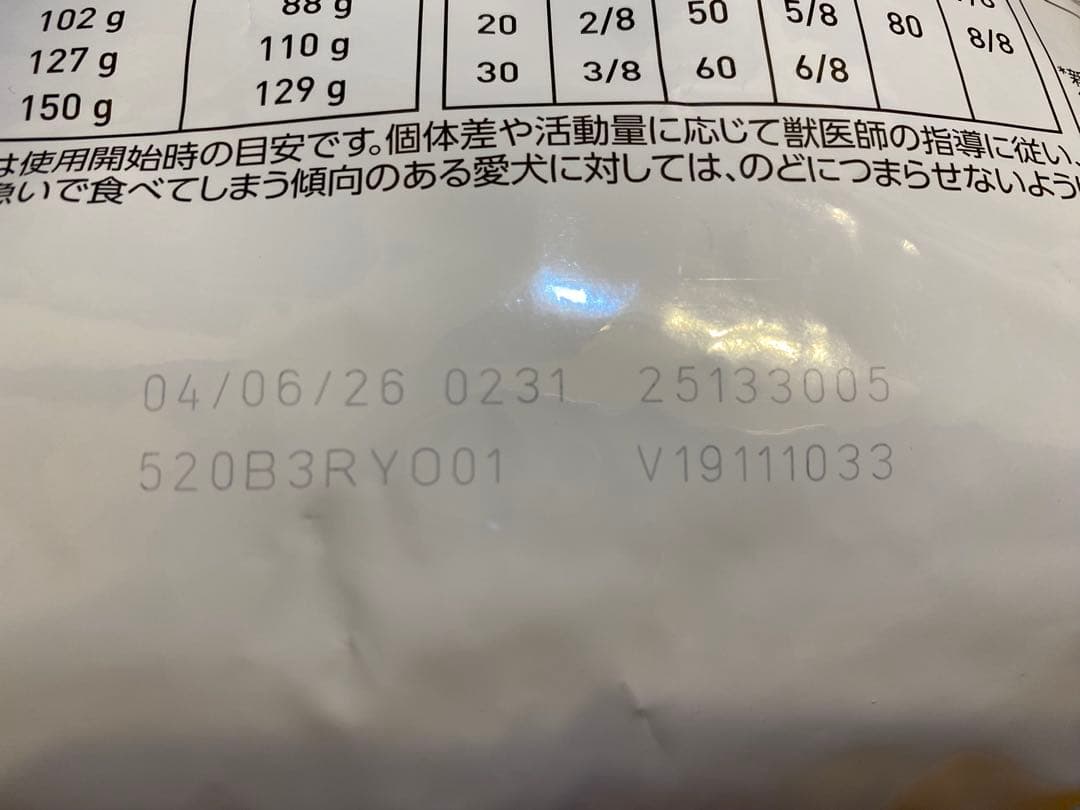 102 g 88 g 20 2/8 50 5/8 80 8/8
127 g 110 g 30 3/8 60 6/8
150 g 129 g
は使用開始時の目安です。個体差や活動量に応じて獣医師の指導に従い、
急いで食べてしまう傾向のある愛犬に対しては、のどにつまらせないよう
04/06/26 0231 25133005
520B3RYO01 V19111033